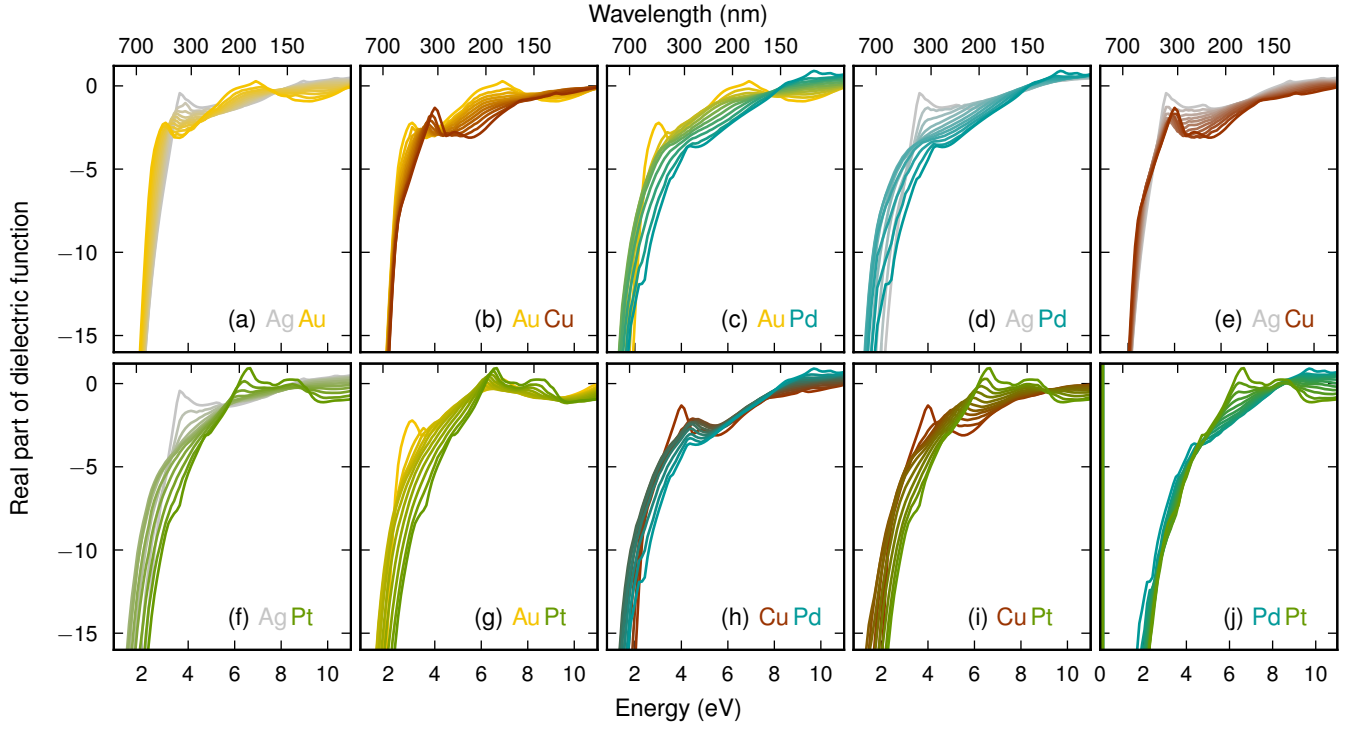 Wavelength (nm)
700 300 200 150 700 300 200 150 700 300 200 150 700 300 200 150 700 300 200 150
Real part of dielectric function
0
−5
−10
−15
(a) Ag Au
(b) Au Cu
(c) Au Pd
(d) Ag Pd
(e) Ag Cu
0
−5
−10
−15
(f) Ag Pt
(g) Au Pt
(h) Cu Pd
(i) Cu Pt
(j) Pd Pt
2 4 6 8 10 2 4 6 8 10 2 4 6 8 10 2 4 6 8 10 0 2 4 6 8 10
Energy (eV)